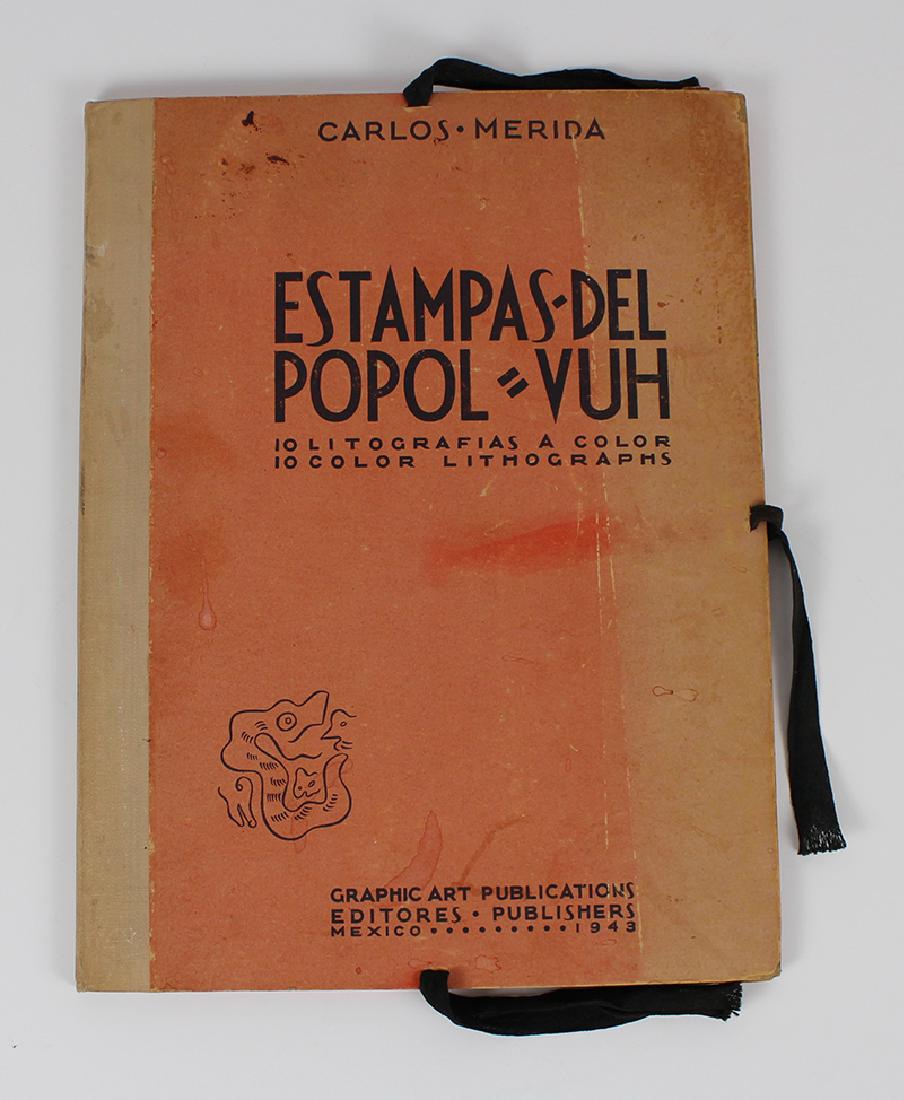 CARLOS • MERIDA
ESTAMPAS-DEL
POPOL = VUH
10 LITOGRAFIAS A COLOR
10 COLOR LITHOGRAPHS
GRAPHIC ART PUBLICATIONS
EDITORES • PUBLISHERS
MEXICO •••••••••• 1943